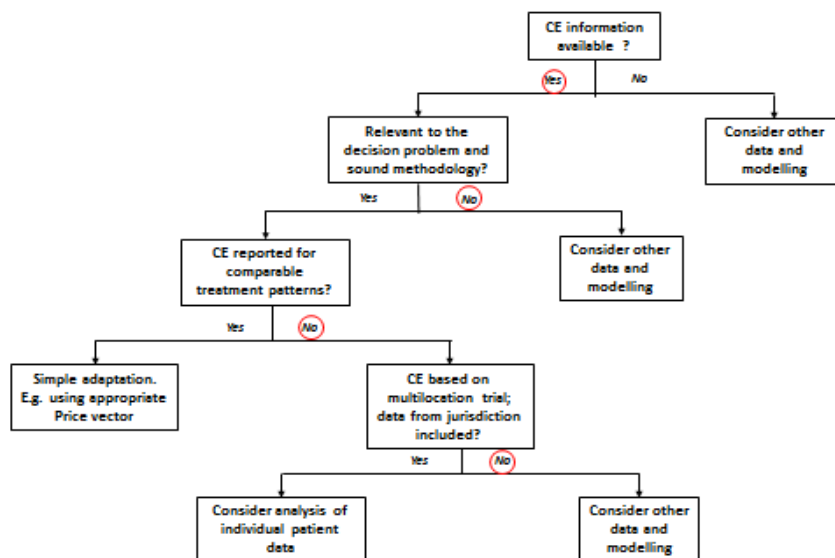 CE information
available ?
Yes
No
Relevant to the
decision problem and
sound methodology?
Consider other
data and
modelling
Yes
No
CE reported for
comparable
treatment patterns?
Consider other
data and
modelling
Yes
No
Simple adaptation.
E.g. using appropriate
Price vector
CE based on
multilocation trial;
data from jurisdiction
included?
Yes
No
Consider analysis of
individual patient
data
Consider other
data and
modelling